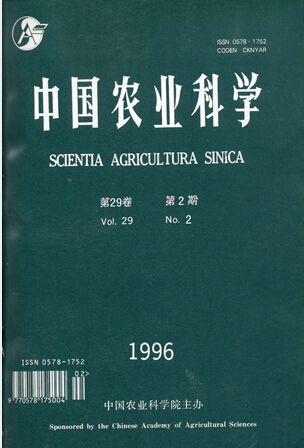 ISSN 0578-1752
CODEN CKNYAR
中国农业科学
SCIENTIA AGRICULTURA SINICA
第29卷 第2期
Vol. 29 No. 2
ISSN 0578-1752
02>
9770578175004
1996
中国农业科学院主办
Sponsored by the Chinese Academy of Agricultural Sciences